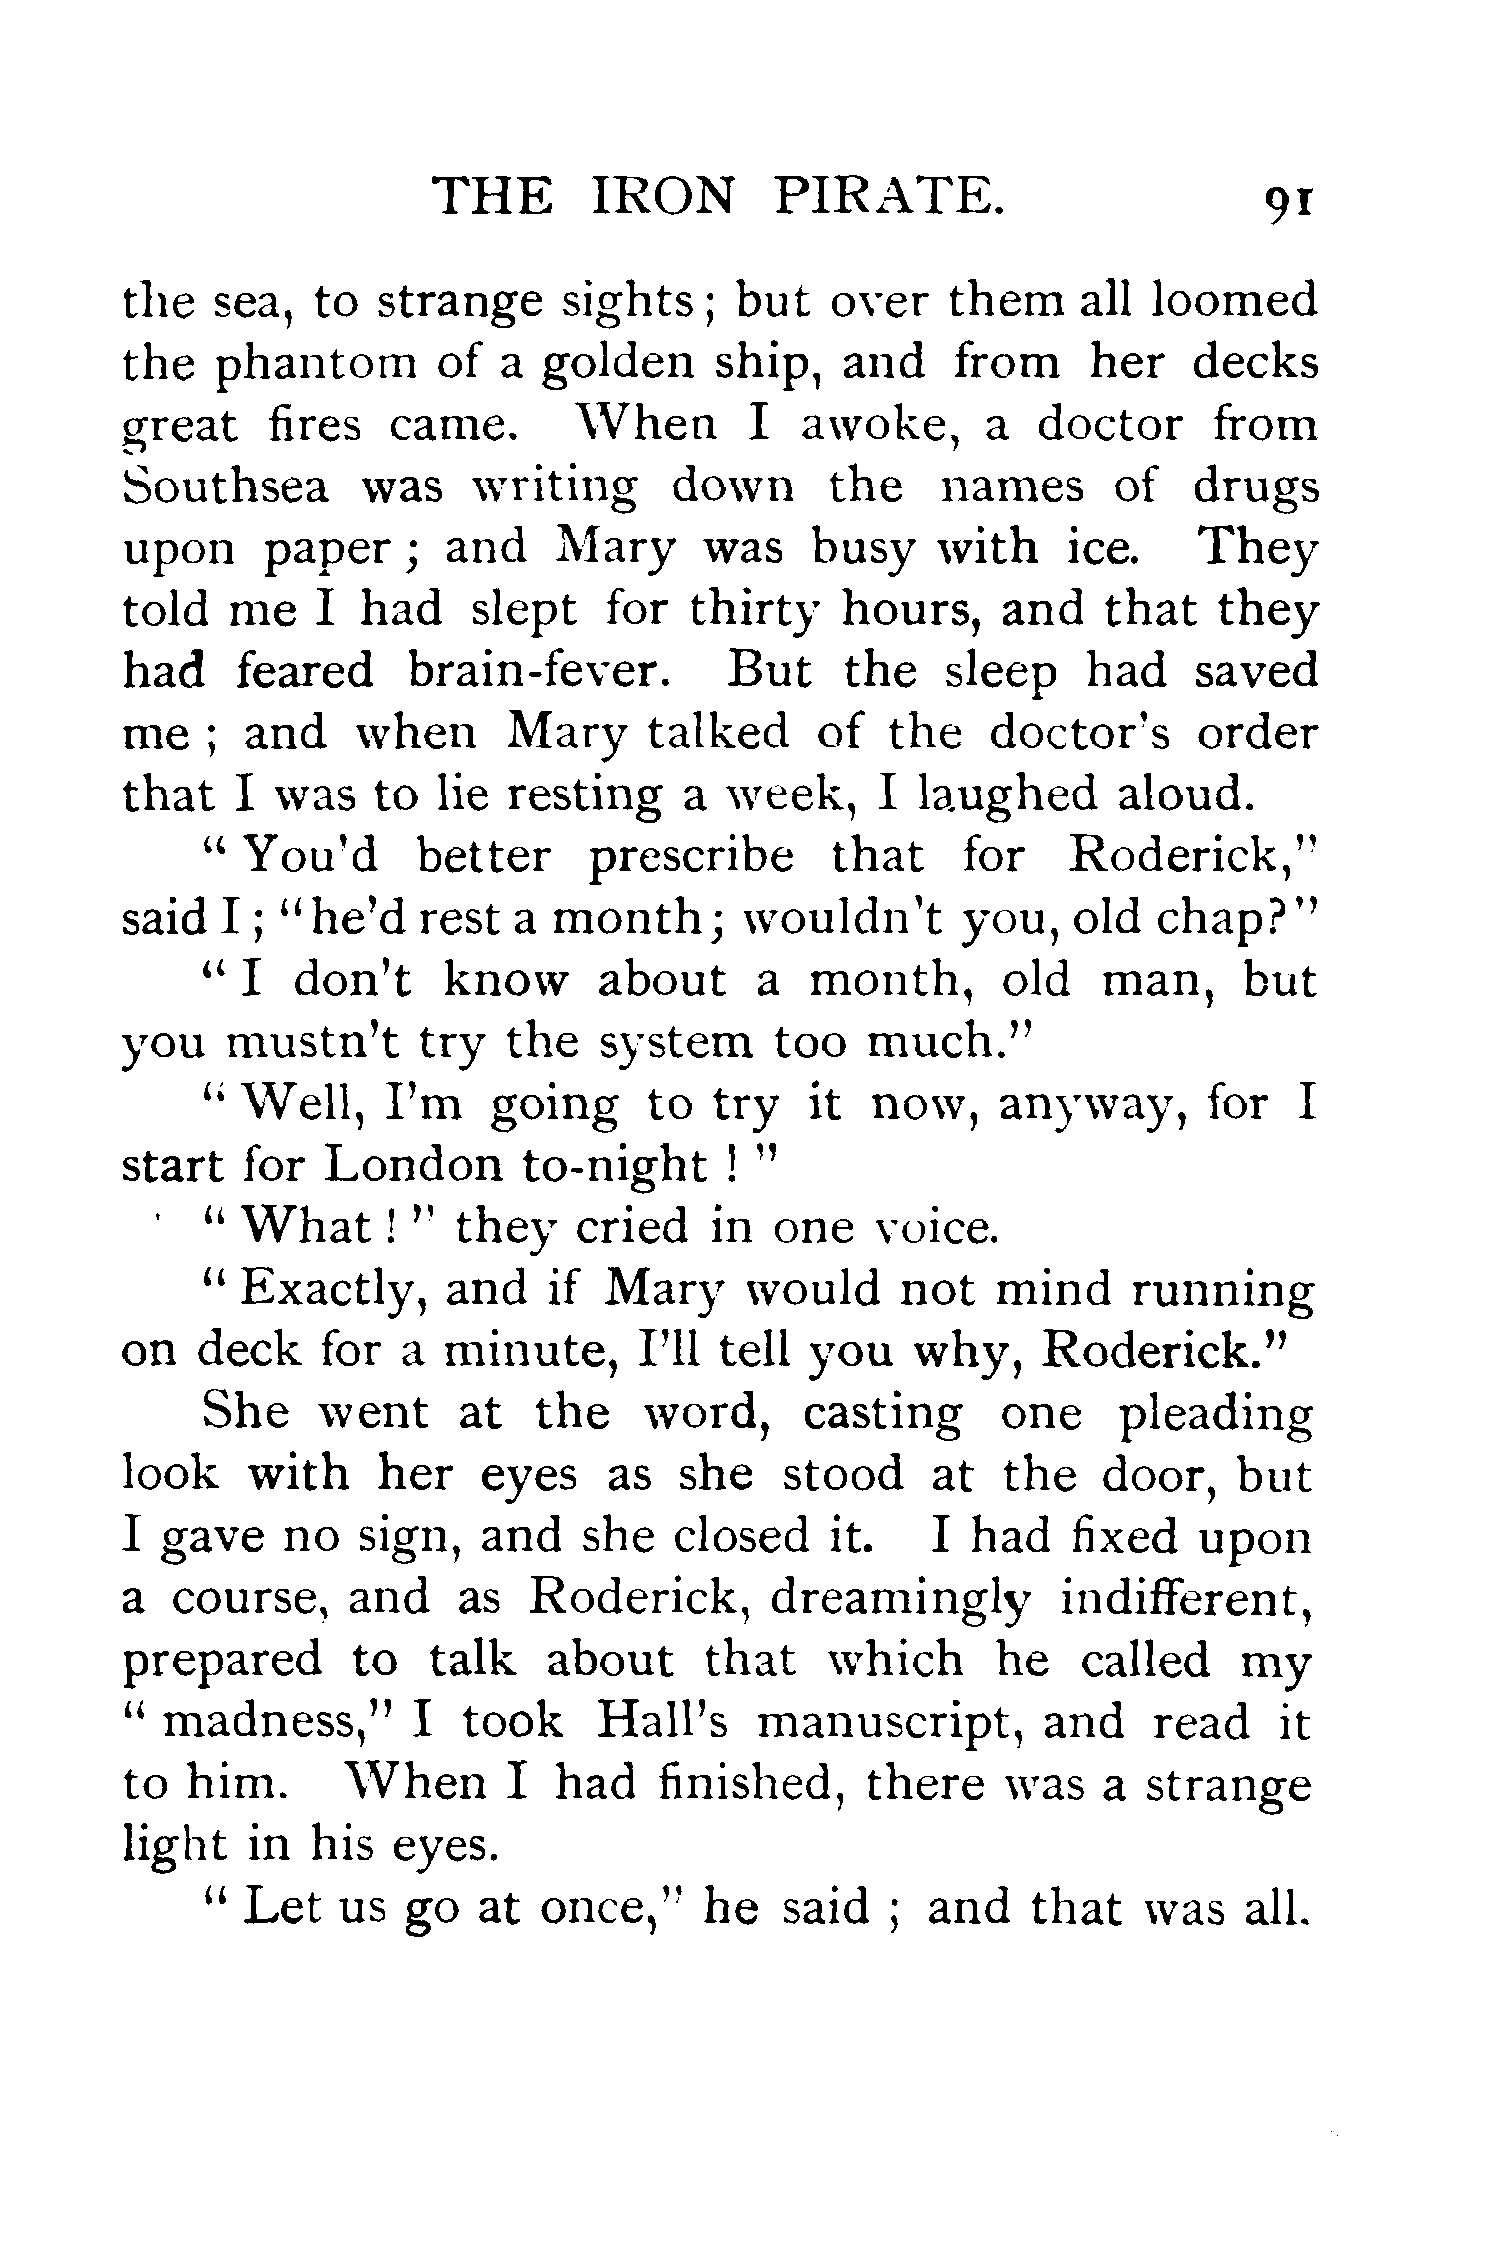 THE IRON PIRATE. 91
the sea, to strange sights; but over them all loomed
the phantom of a golden ship, and from her decks
great fires came. When I awoke, a doctor from
Southsea was writing down the names of drugs
upon paper; and Mary was busy with ice. They
told me I had slept for thirty hours, and that they
had feared brain-fever. But the sleep had saved
me; and when Mary talked of the doctor's order
that I was to lie resting a week, I laughed aloud.
"You'd better prescribe that for Roderick,"
said I; "he'd rest a month; wouldn't you, old chap?"
"I don't know about a month, old man, but
you mustn't try the system too much."
"Well, I'm going to try it now, anyway, for I
start for London to-night!"
"What!" they cried in one voice.
"Exactly, and if Mary would not mind running
on deck for a minute, I'll tell you why, Roderick."
She went at the word, casting one pleading
look with her eyes as she stood at the door, but
I gave no sign, and she closed it. I had fixed upon
a course, and as Roderick, dreamingly indifferent,
prepared to talk about that which he called my
"madness," I took Hall's manuscript, and read it
to him. When I had finished, there was a strange
light in his eyes.
"Let us go at once," he said; and that was all.